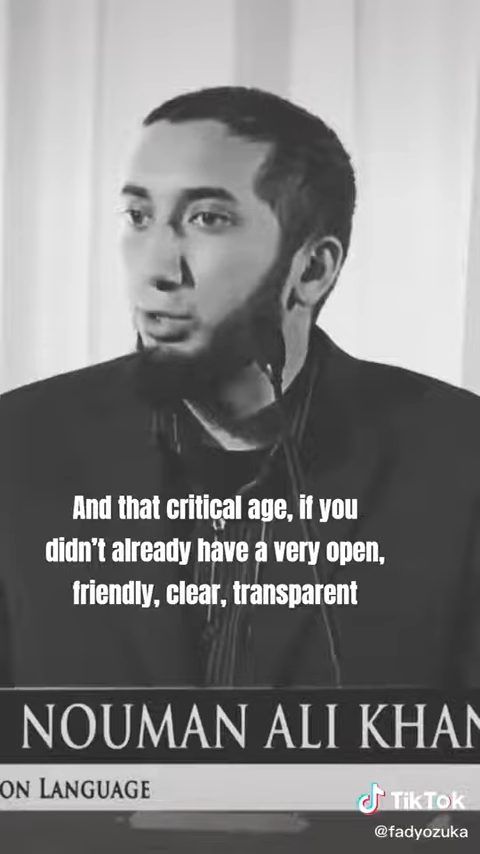 And that critical age, if you
didn't already have a very open,
friendly, clear, transparent
NOUMAN ALI KHAN
ON LANGUAGE
TikTok
@fadyozuka